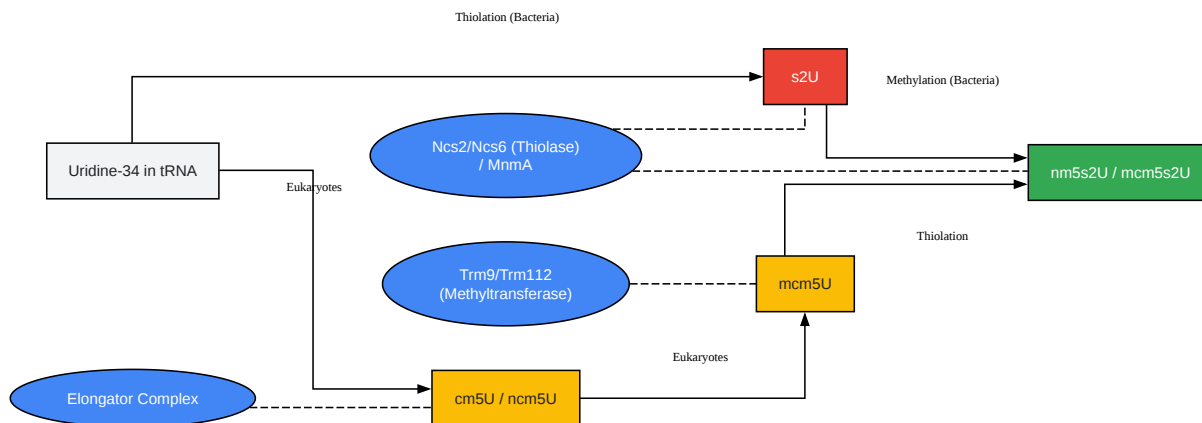 Thiolation (Bacteria)
s2U
Methylation (Bacteria)
Ncs2/Ncs6 (Thiolase)
/ MnmA
Uridine-34 in tRNA
Eukaryotes
nm5s2U / mcm5s2U
Thiolation
Trm9/Trm112
(Methyltransferase)
mcm5U
Eukaryotes
Elongator Complex
cm5U / ncm5U